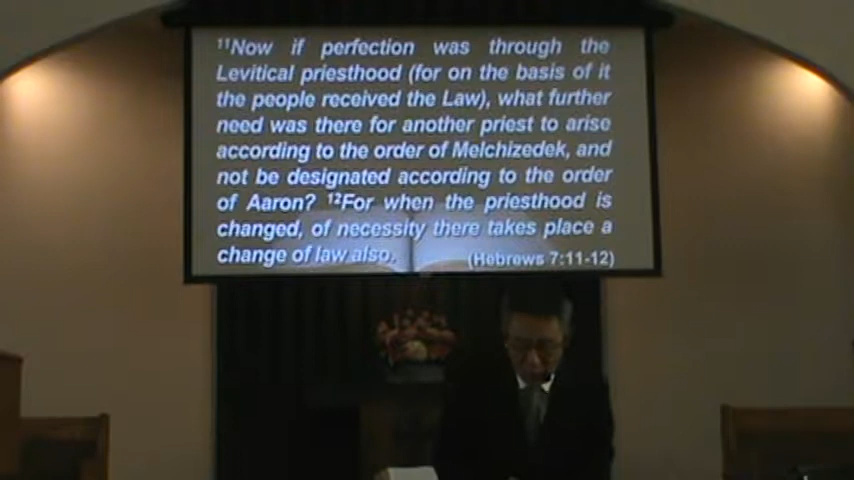 ¹¹Now if perfection was through the
Levitical priesthood (for on the basis of it
the people received the Law), what further
need was there for another priest to arise
according to the order of Melchizedek, and
not be designated according to the order
of Aaron? ¹²For when the priesthood is
changed, of necessity there takes place a
change of law also.
(Hebrews 7:11-12)